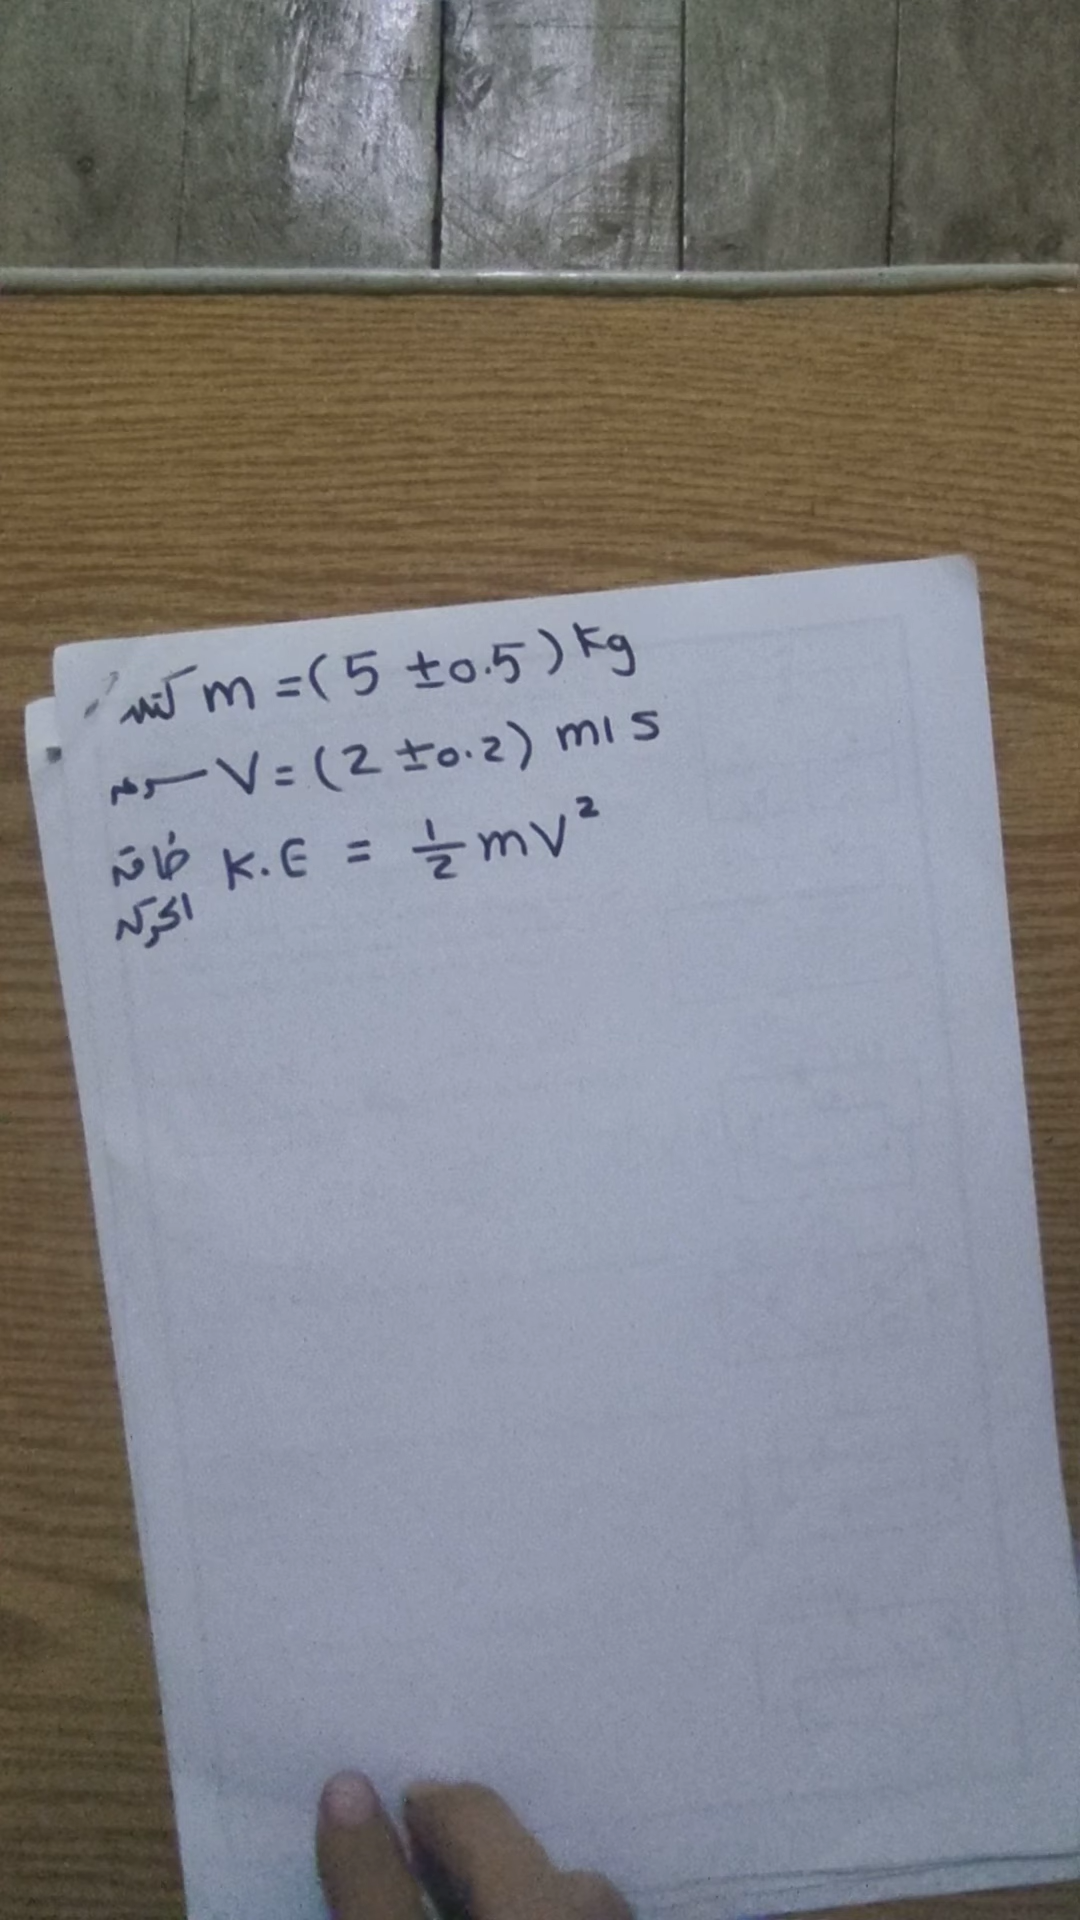 كتلة m = (5 ± 0.5) kg
سرعة V = (2 ± 0.2) m/s
طاقة K.E = 1/2 mV²
الحركة